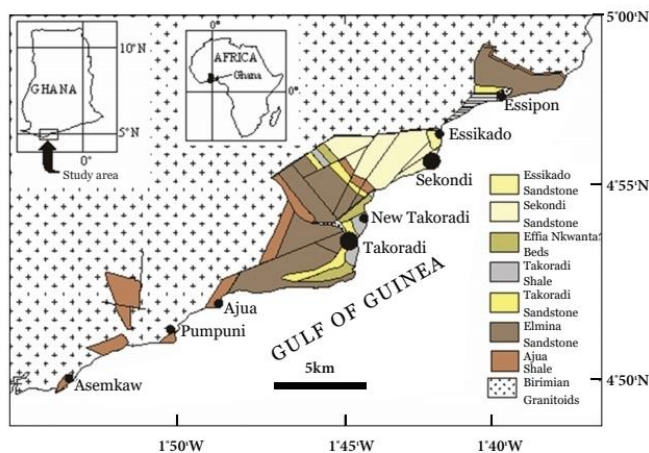 5°00′N
10°N
GHANA
5°N
0°
Study area
0°
AFRICA
Ghana
0°
Essipon
Essikado
Sekondi
4°55′N
New Takoradi
Takoradi
Ajua
Pumpuni
Asemkaw
GULF OF GUINEA
5km
Essikado
Sandstone
Sekondi
Sandstone
Effia Nkwanta
Beds
Takoradi
Shale
Takoradi
Sandstone
Elmina
Sandstone
Ajua
Shale
Birimian
Granitoids
4°50′N
1°50′W
1°45′W
1°40′W